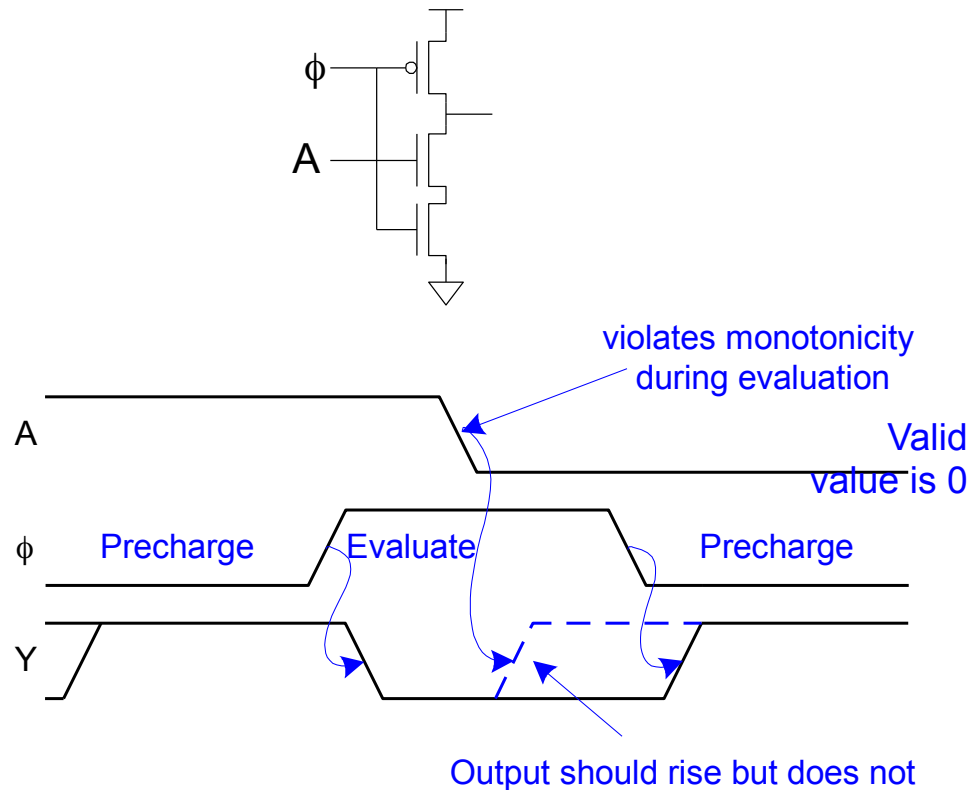 ϕ
A
violates monotonicity
during evaluation
A
Valid
value is 0
ϕ
Precharge
Evaluate
Precharge
Y
Output should rise but does not